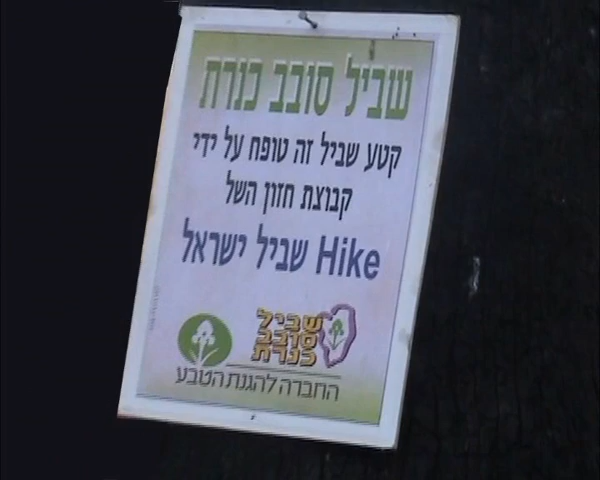 שביל סובב כנרת
קטע שביל זה טופח על ידי
קבוצת חזון השל
Hike שביל ישראל
שביל
סובב
כנרת
החברה להגנת הטבע